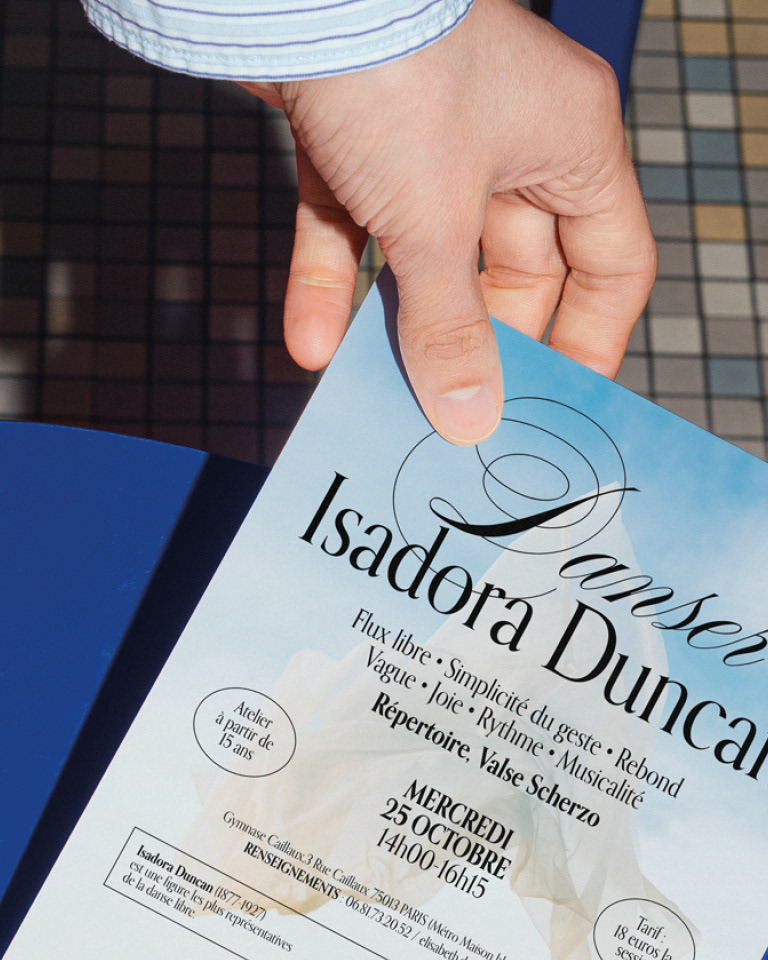 Danser
Isadora Duncan
Flux libre • Simplicité du geste • Rebond
Vague • Joie • Rythme • Musicalité
Répertoire, Valse Scherzo
Atelier
à partir de
15 ans
MERCREDI
25 OCTOBRE
14h00-16h15
Gymnase Caillaux.3 Rue Caillaux 75013 PARIS (Métro Maison
RENSEIGNEMENTS : 06.81.73.20.52 / elisabeth
Isadora Duncan (1877-1927)
est une figure les plus représentatives
de la danse libre.
Tarif :
18 euros la